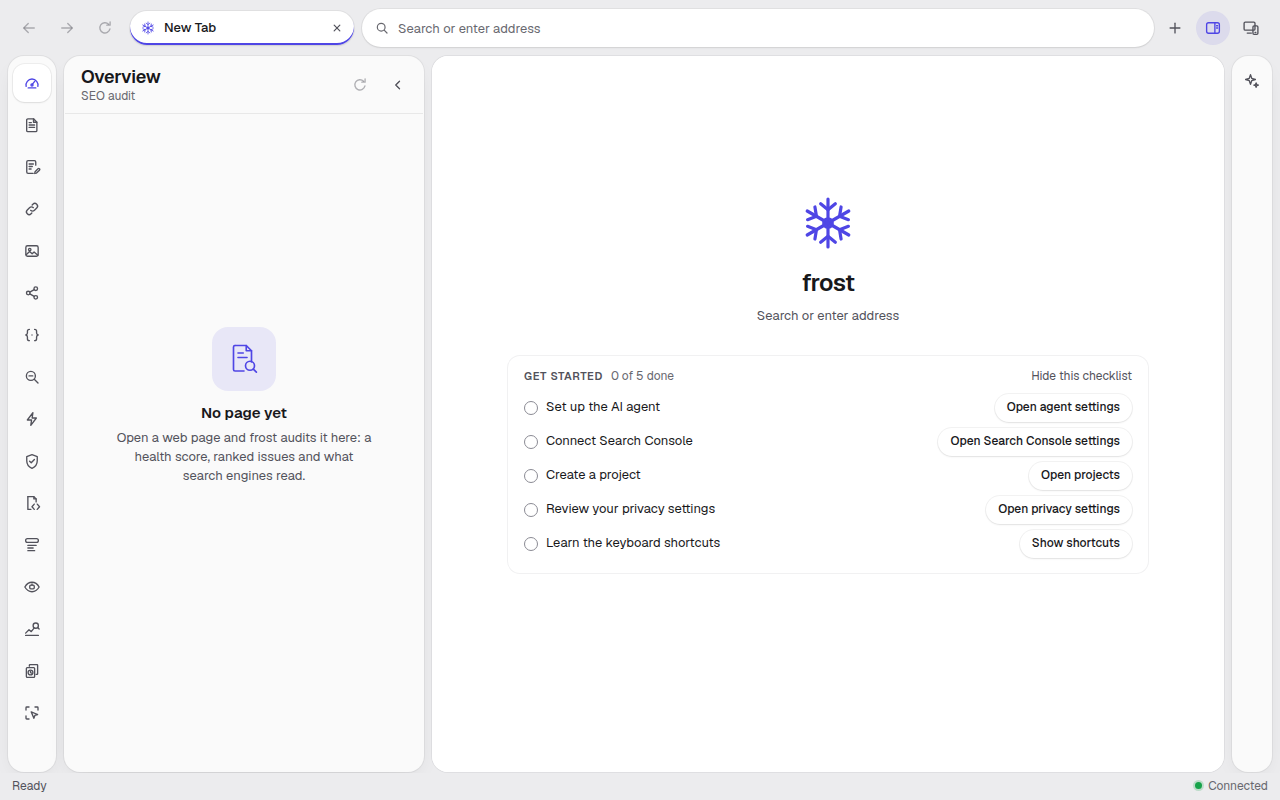 New Tab
Search or enter address
Overview
SEO audit
No page yet
Open a web page and frost audits it here: a
health score, ranked issues and what
search engines read.
frost
Search or enter address
GET STARTED 0 of 5 done
Hide this checklist
Set up the AI agent
Open agent settings
Connect Search Console
Open Search Console settings
Create a project
Open projects
Review your privacy settings
Open privacy settings
Learn the keyboard shortcuts
Show shortcuts
Ready
Connected